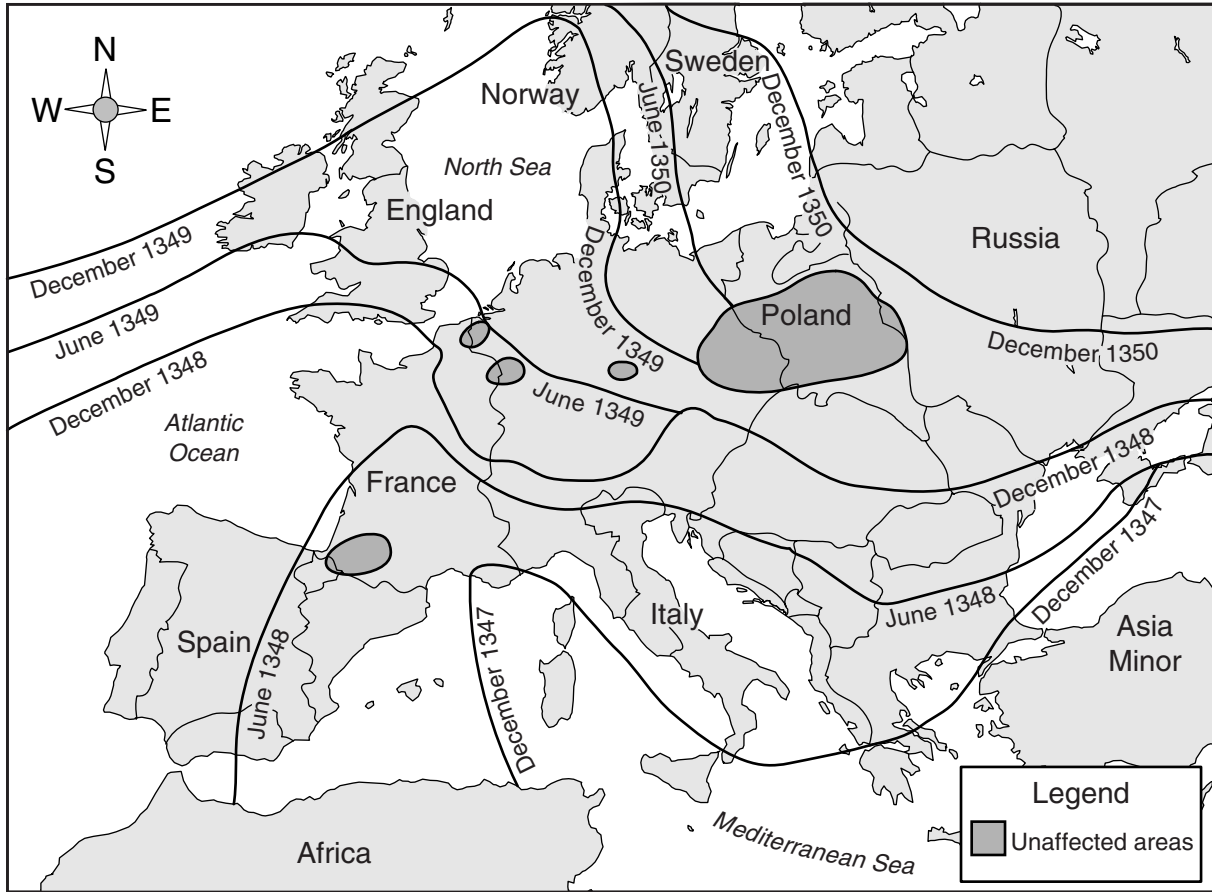 N
W E
S
Norway
Sweden
North Sea
England
December 1349
June 1349
December 1348
June 1350
December 1350
December 1349
Russia
Poland
December 1350
June 1349
Atlantic
Ocean
France
December 1348
December 1347
June 1348
Spain
June 1348
December 1347
Italy
Asia
Minor
Africa
Mediterranean Sea
Legend
Unaffected areas